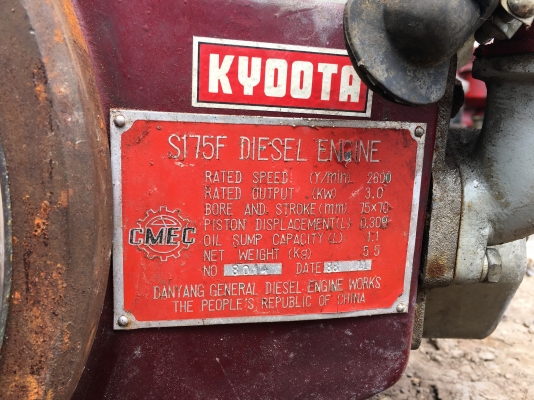 KYOOTA
S175F DIESEL ENGINE
RATED SPEED (Y/min) 2600
RATED OUTPUT (KW) 3.0
BORE AND STROKE (mm) 75×70
PISTON DISPLACEMENT (L) 0.309
OIL SUMP CAPACITY (L) 1.1
NET WEIGHT (Kg) 55
CMEC
NO DATE
DANYANG GENERAL DIESEL ENGINE WORKS
THE PEOPLE'S REPUBLIC OF CHINA